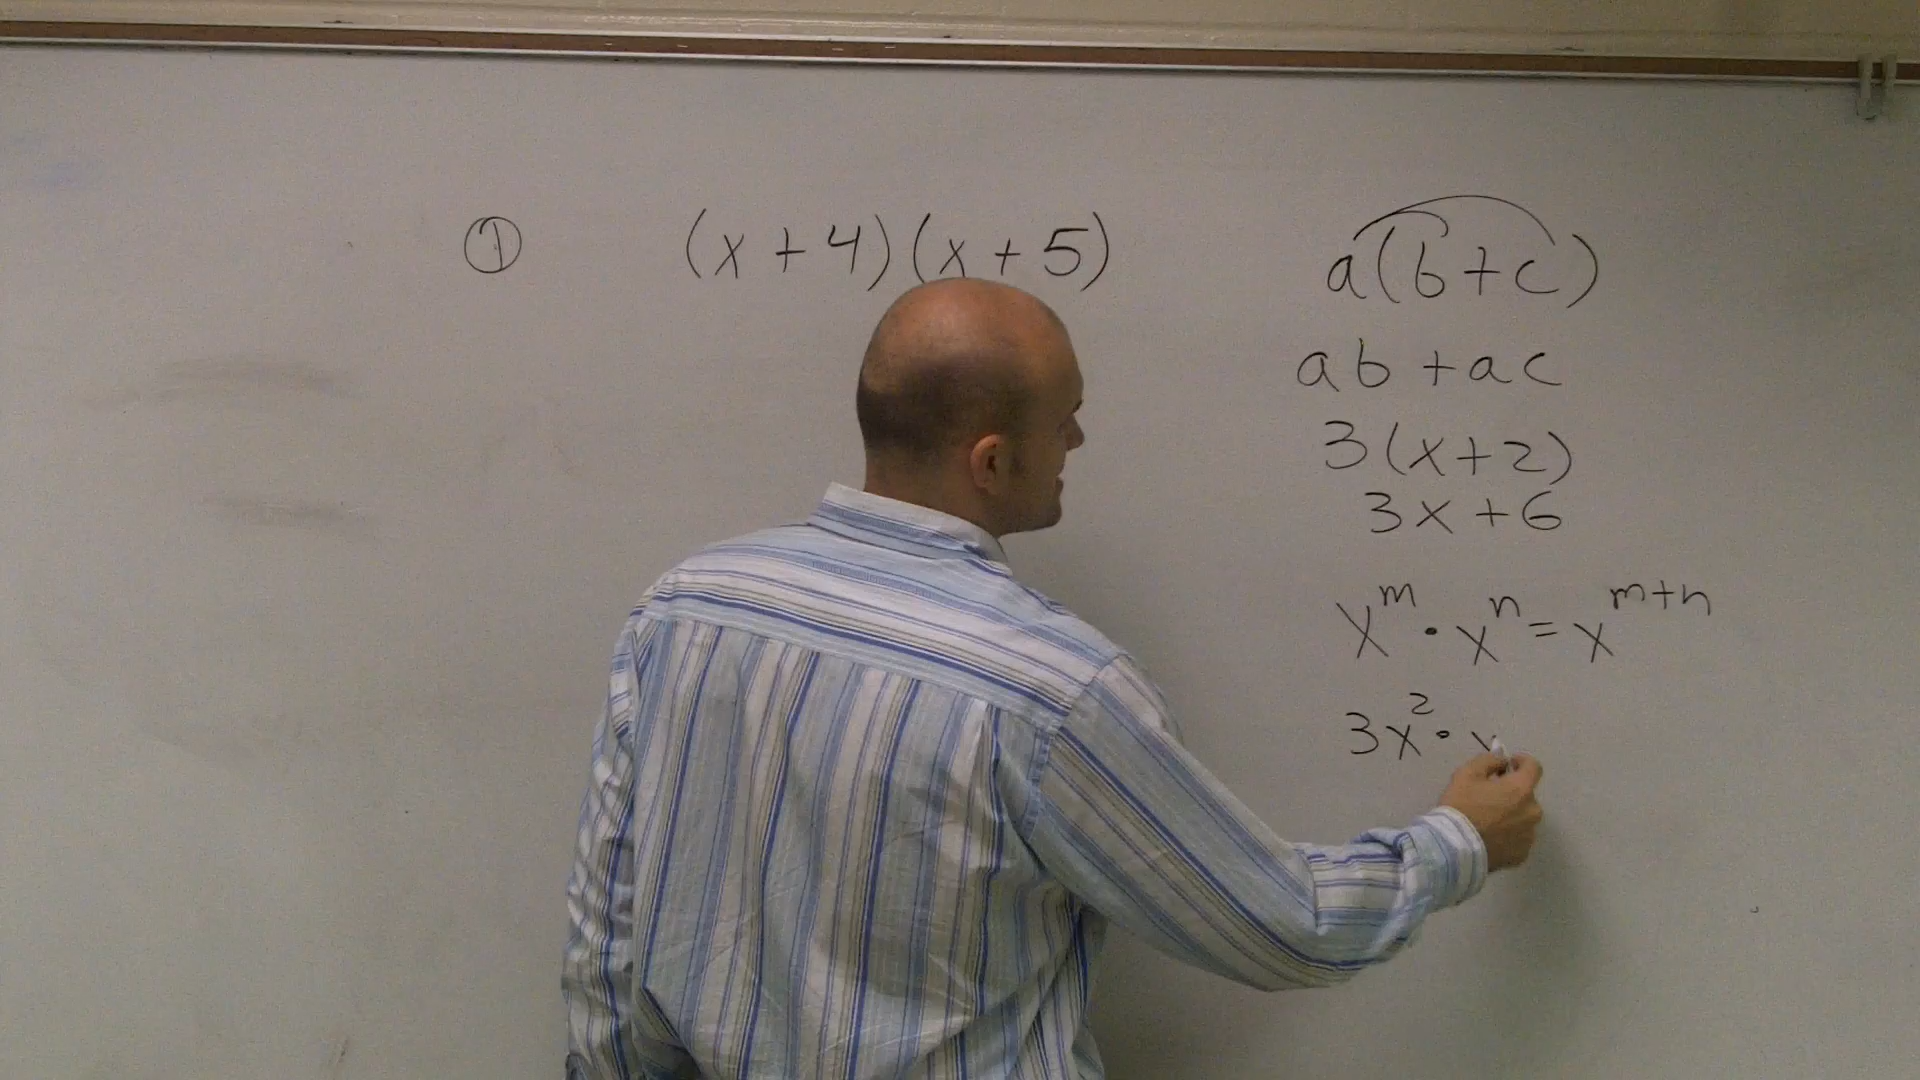 ① (x+4)(x+5)
a(b+c)
ab+ac
3(x+2)
3x+6
x^m · x^n = x^{m+n}
3x² · x